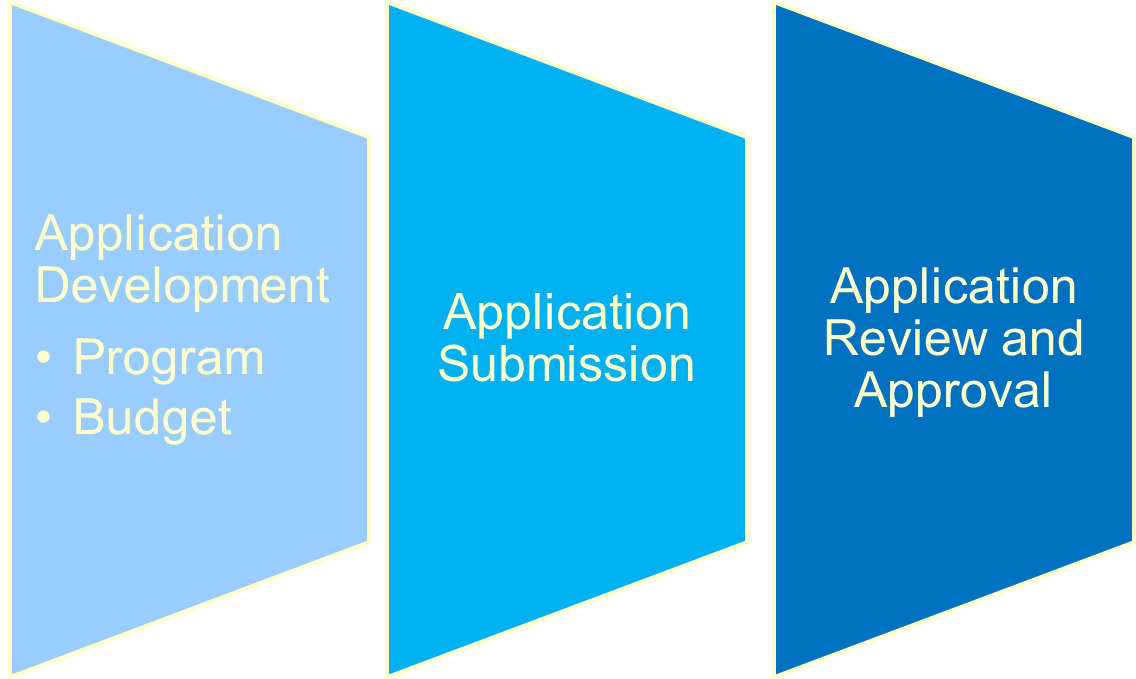 Application
Development
• Program
• Budget
Application
Submission
Application
Review and
Approval